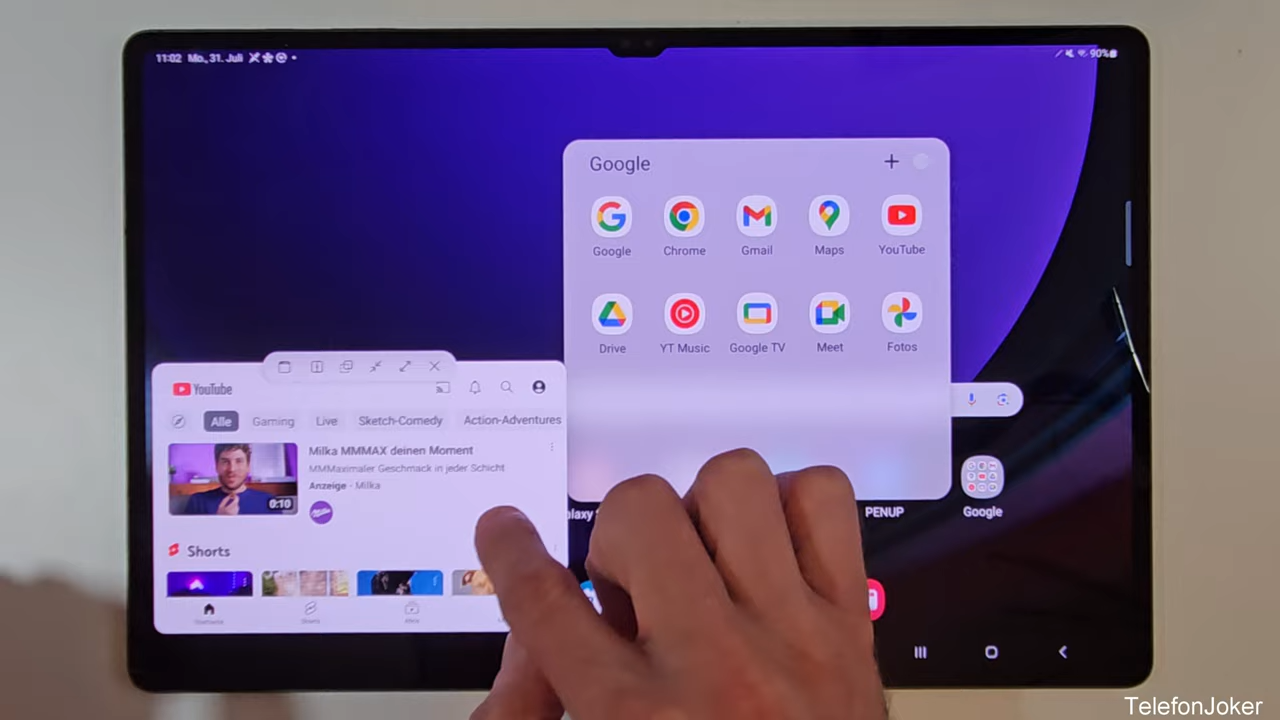 11:02 Mo., 31. Juli
90%
Google
Google Chrome Gmail Maps YouTube
Drive YT Music Google TV Meet Fotos
YouTube
Alle Gaming Live Sketch-Comedy Action-Adventures
Milka MMMAX deinen Moment
MMMaximaler Geschmack in jeder Schicht
Anzeige · Milka
0:10
Milka
Shorts
Shorts
PENUP Google
TelefonJoker